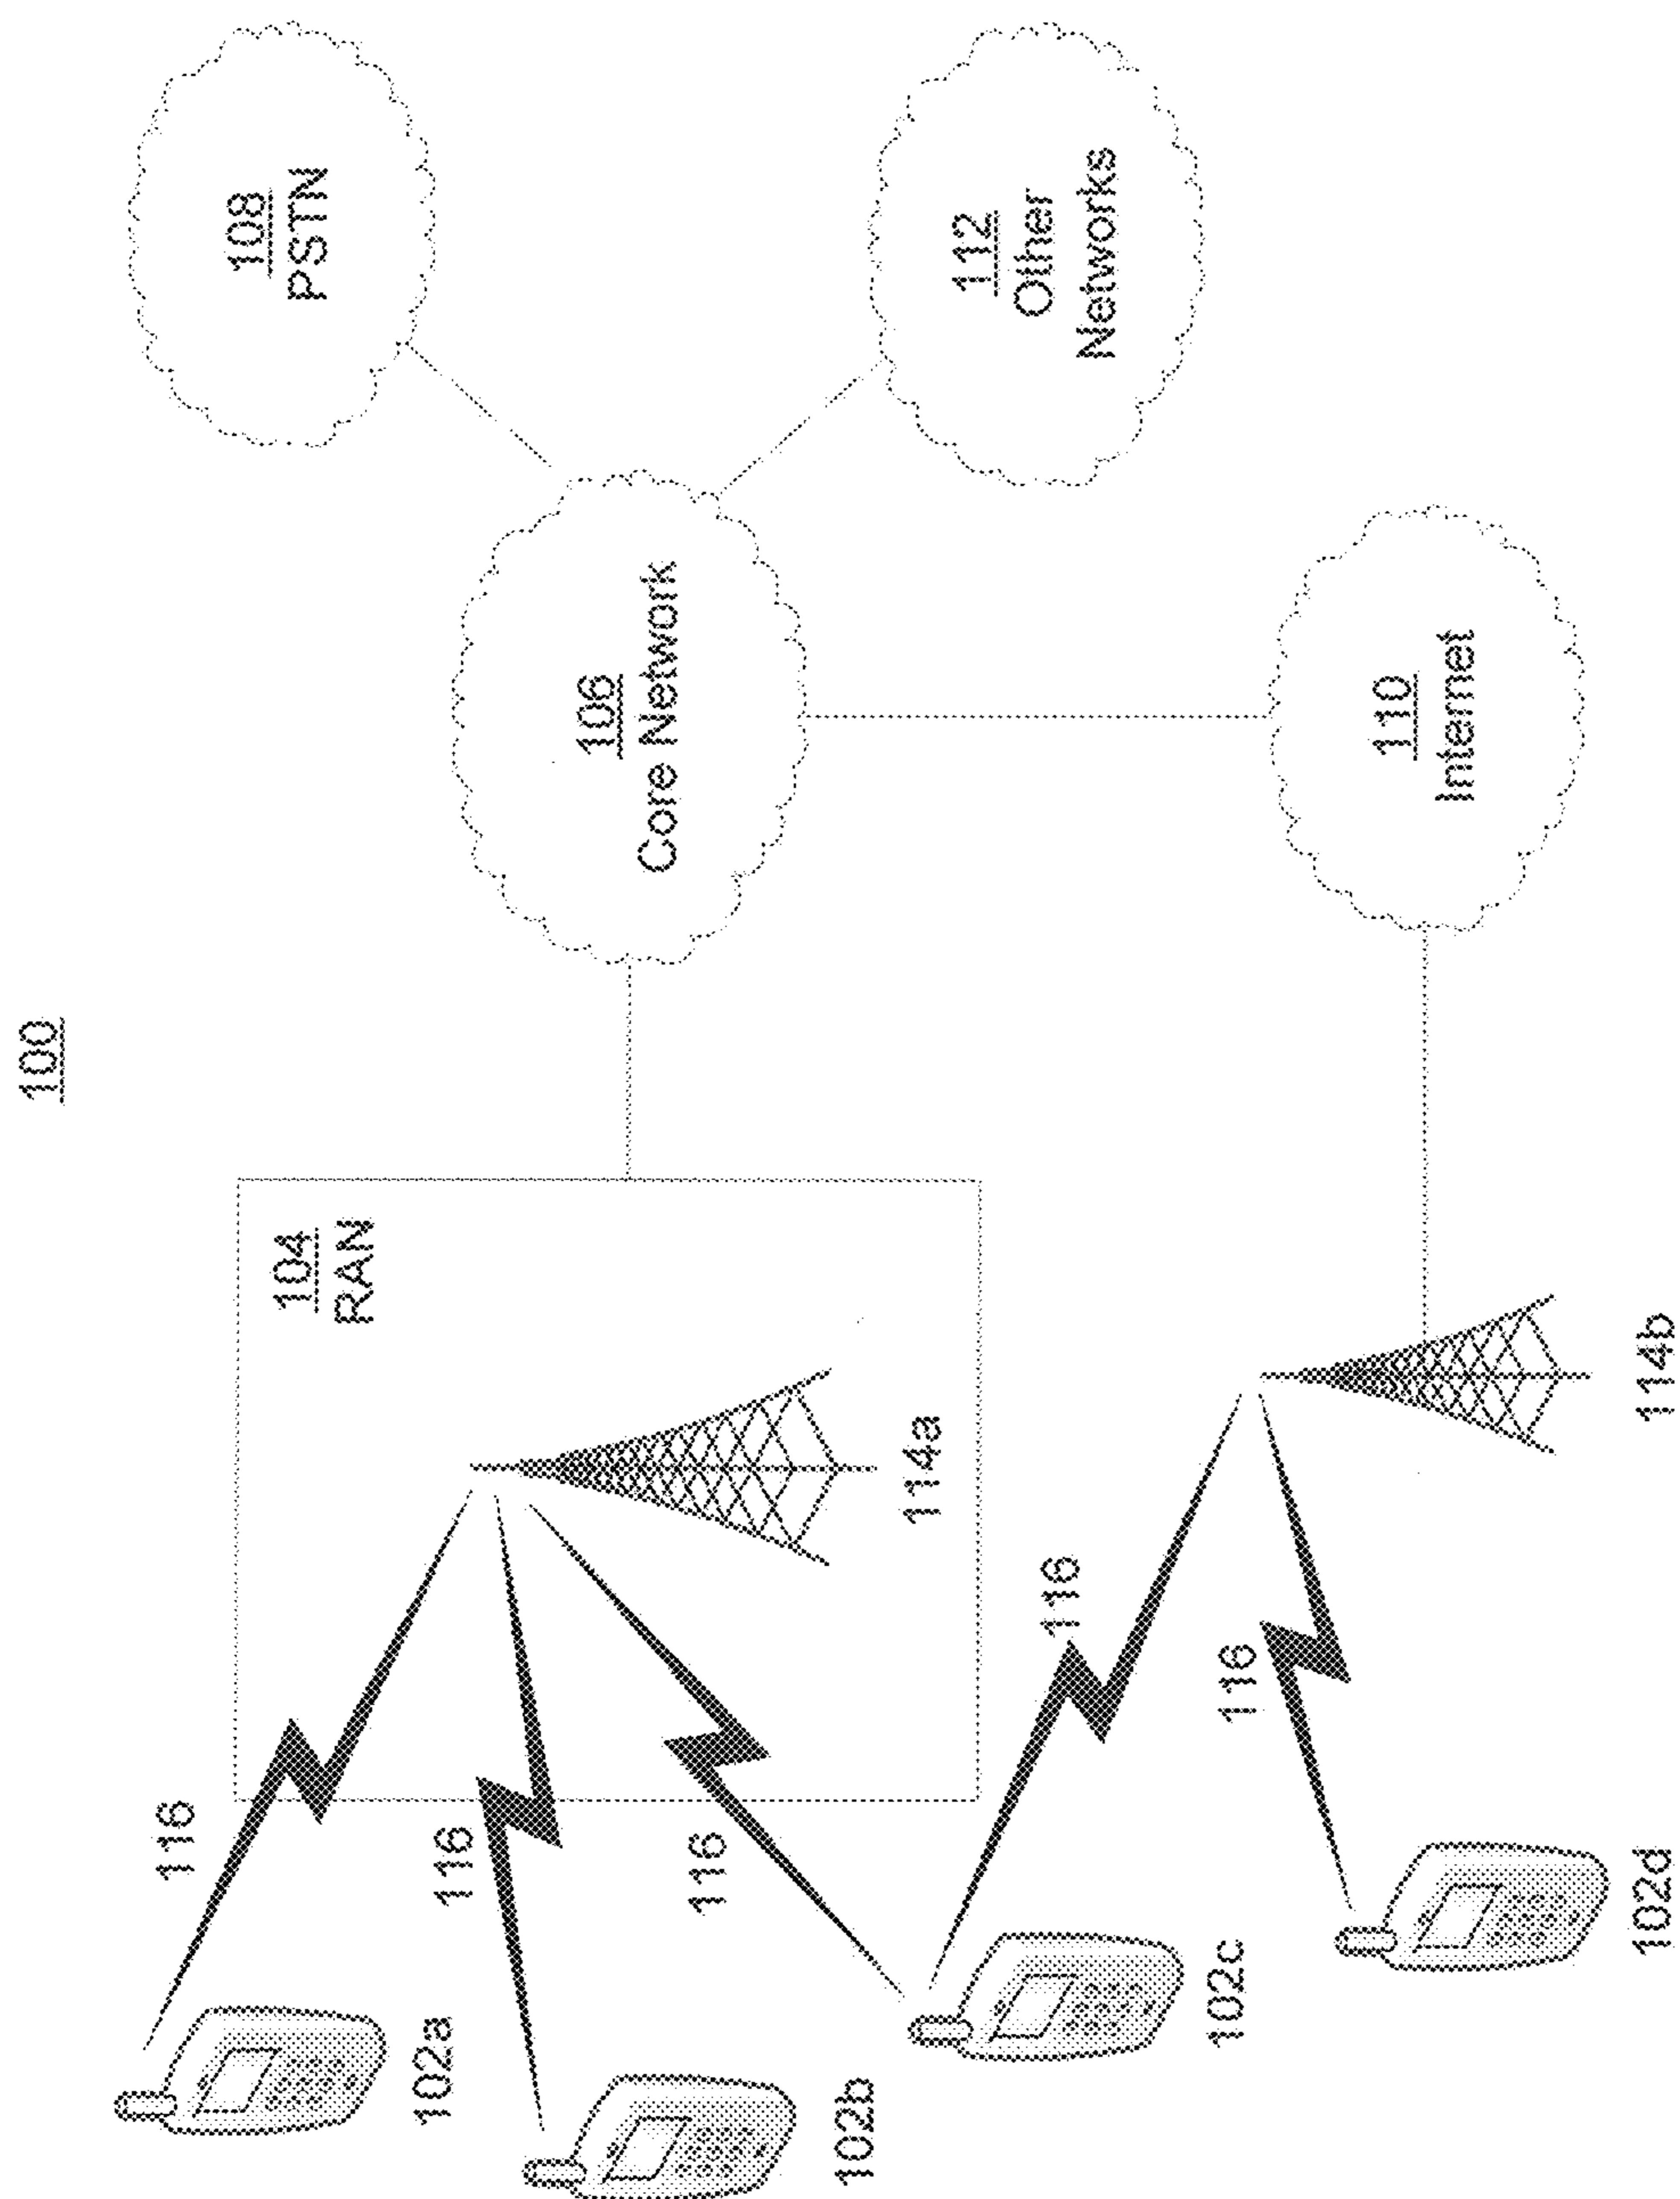 100
108
PSTN
106
Core Network
112
Other
Networks
104
RAN
110
Internet
114a
114b
116
116
116
116
116
102a
102b
102c
102d